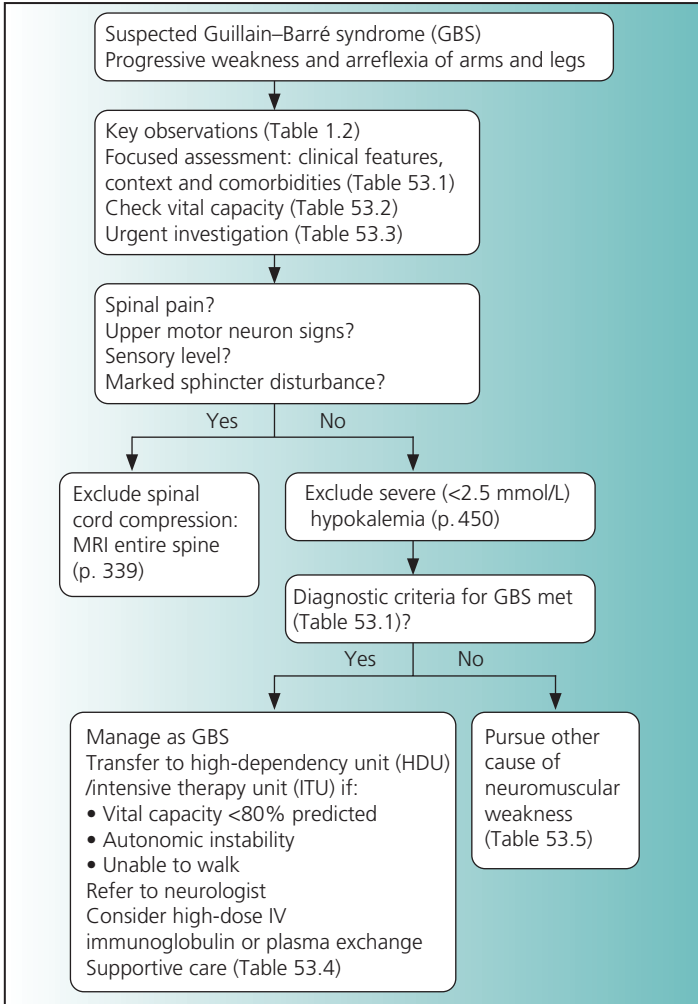 Suspected Guillain–Barré syndrome (GBS)
Progressive weakness and arreflexia of arms and legs
Key observations (Table 1.2)
Focused assessment: clinical features,
context and comorbidities (Table 53.1)
Check vital capacity (Table 53.2)
Urgent investigation (Table 53.3)
Spinal pain?
Upper motor neuron signs?
Sensory level?
Marked sphincter disturbance?
Yes
No
Exclude spinal
cord compression:
MRI entire spine
(p. 339)
Exclude severe (<2.5 mmol/L)
hypokalemia (p. 450)
Diagnostic criteria for GBS met
(Table 53.1)?
Yes
No
Manage as GBS
Transfer to high-dependency unit (HDU)
/intensive therapy unit (ITU) if:
• Vital capacity <80% predicted
• Autonomic instability
• Unable to walk
Refer to neurologist
Consider high-dose IV
immunoglobulin or plasma exchange
Supportive care (Table 53.4)
Pursue other
cause of
neuromuscular
weakness
(Table 53.5)